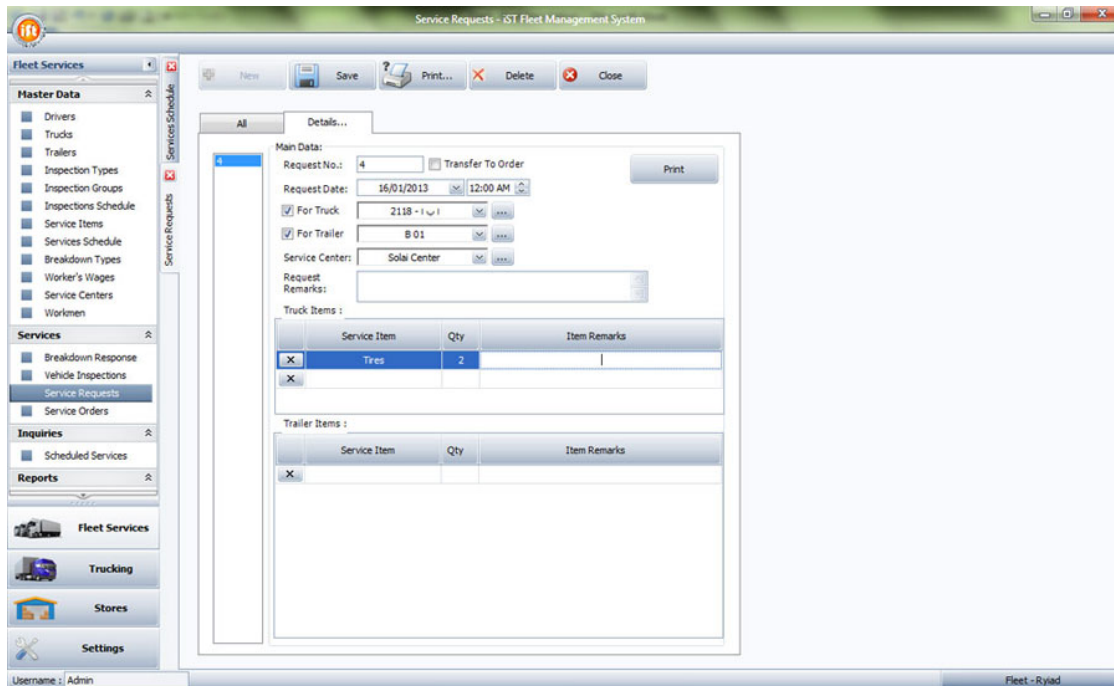 Service Requests - iST Fleet Management System
ift
Fleet Services
Services Schedule
Service Requests
New
Save
Print...
Delete
Close
Master Data
Drivers
Trucks
Trailers
Inspection Types
Inspection Groups
Inspections Schedule
Service Items
Services Schedule
Breakdown Types
Worker's Wages
Service Centers
Workmen
Services
Breakdown Response
Vehicle Inspections
Service Requests
Service Orders
Inquiries
Scheduled Services
Reports
Fleet Services
Trucking
Stores
Settings
All
Details...
4
Main Data:
Request No.: 4 Transfer To Order
Print
Request Date: 16/01/2013 12:00 AM
For Truck 2118 - ا ب ا
For Trailer B 01
Service Center: Solai Center
Request
Remarks:
Truck Items :
Service Item Qty Item Remarks
Tires 2
Trailer Items :
Service Item Qty Item Remarks
Username : Admin
Fleet - Ryiad